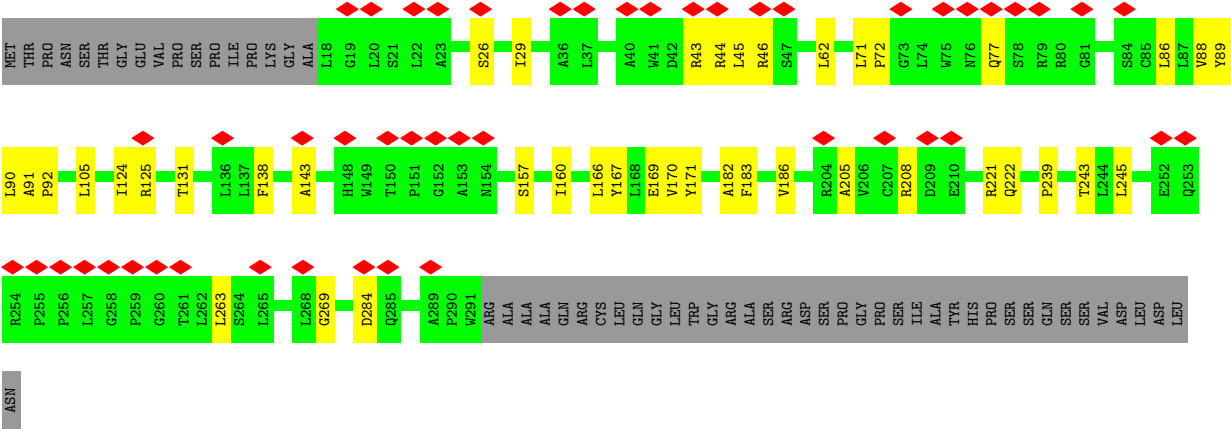 MET THR PRO ASN SER THR GLY GLU VAL PRO SER PRO ILE PRO LYS GLY ALA L18 G19 L20 S21 L22 A23 S26 I29 A36 L37 A40 W41 D42 R43 R44 L45 R46 S47 L62 L71 P72 G73 L74 W75 N76 Q77 S78 R79 R80 G81 S84 C85 L86 L87 V88 Y89
L90 A91 P92 L105 I124 R125 T131 L136 L137 F138 A143 H148 W149 T150 P151 G152 A153 N154 S157 I160 L166 Y167 L168 E169 V170 Y171 A182 F183 V186 R204 A205 V206 C207 R208 D209 E210 R221 Q222 P239 T243 L244 L245 E252 Q253
R254 P255 P256 L257 G258 P259 G260 T261 L262 L263 S264 L265 L268 G269 D284 Q285 A289 P290 W291 ARG ALA ALA ALA ALA GLN ARG CYS LEU GLN GLY LEU TRP GLY ARG ALA SER ARG ASP SER PRO GLY PRO SER ILE ALA TYR HIS PRO SER SER GLN SER SER VAL ASP LEU ASP LEU
ASN